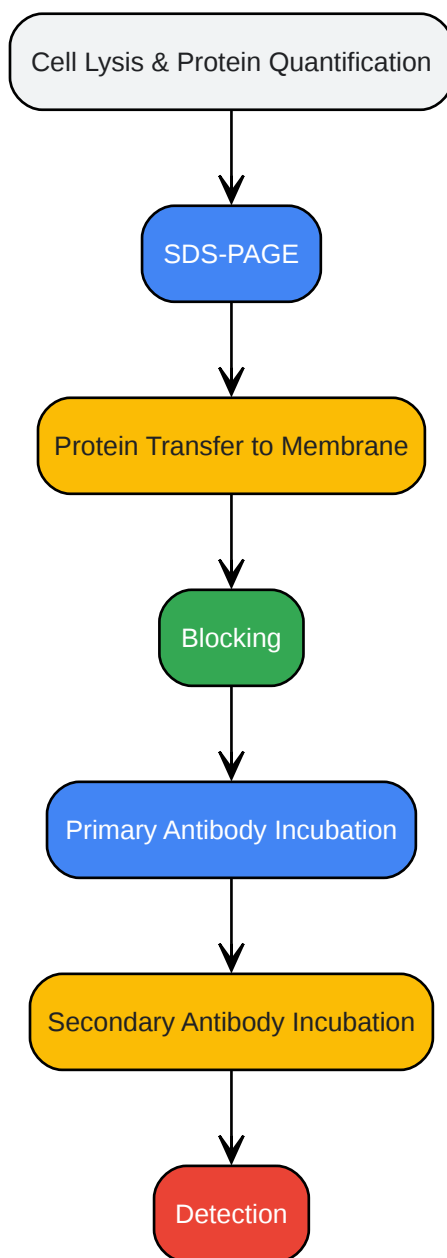 Cell Lysis & Protein Quantification
SDS-PAGE
Protein Transfer to Membrane
Blocking
Primary Antibody Incubation
Secondary Antibody Incubation
Detection